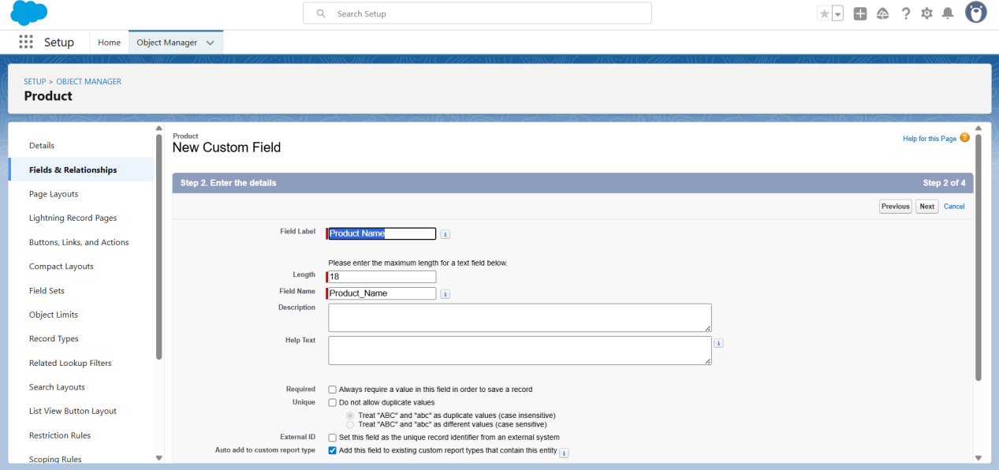 Search Setup
Setup
Home
Object Manager
SETUP > OBJECT MANAGER
Product
Details
Fields & Relationships
Page Layouts
Lightning Record Pages
Buttons, Links, and Actions
Compact Layouts
Field Sets
Object Limits
Record Types
Related Lookup Filters
Search Layouts
List View Button Layout
Restriction Rules
Scoping Rules
Product
New Custom Field
Help for this Page ?
Step 2. Enter the details Step 2 of 4
Previous Next Cancel
Field Label Product Name i
Please enter the maximum length for a text field below.
Length 18
Field Name Product_Name i
Description
Help Text i
Required Always require a value in this field in order to save a record
Unique Do not allow duplicate values
Treat "ABC" and "abc" as duplicate values (case insensitive)
Treat "ABC" and "abc" as different values (case sensitive)
External ID Set this field as the unique record identifier from an external system
Auto add to custom report type Add this field to existing custom report types that contain this entity i